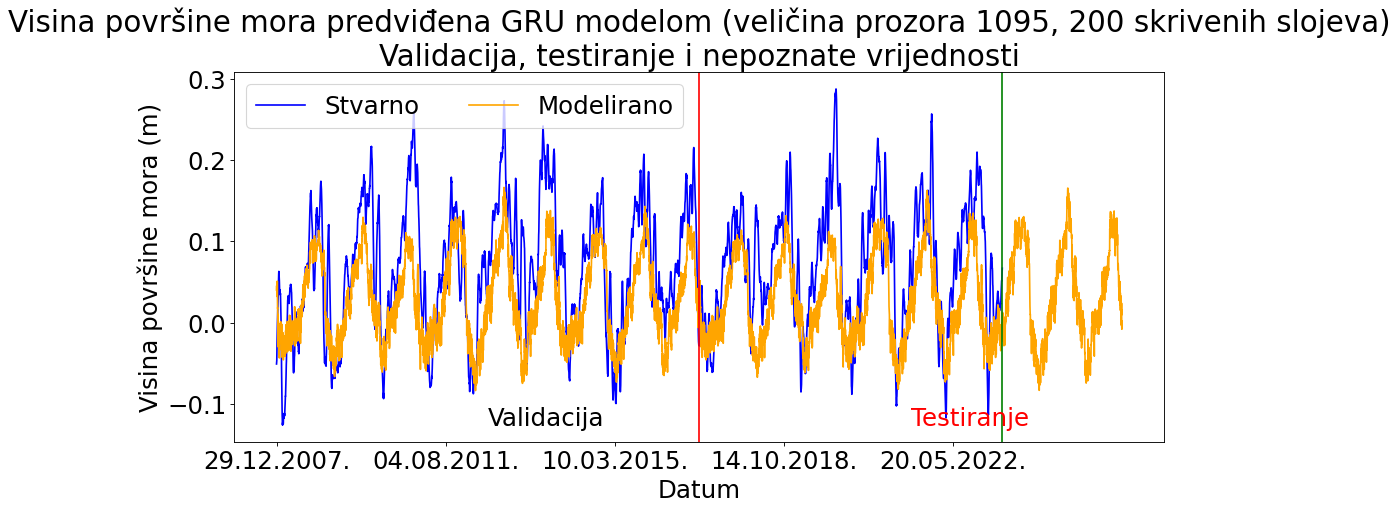 Visina površine mora predviđena GRU modelom (veličina prozora 1095, 200 skrivenih slojeva)
Validacija, testiranje i nepoznate vrijednosti
Stvarno
Modelirano
Visina površine mora (m)
0.3
0.2
0.1
0.0
−0.1
Validacija
Testiranje
29.12.2007.
04.08.2011.
10.03.2015.
14.10.2018.
20.05.2022.
Datum